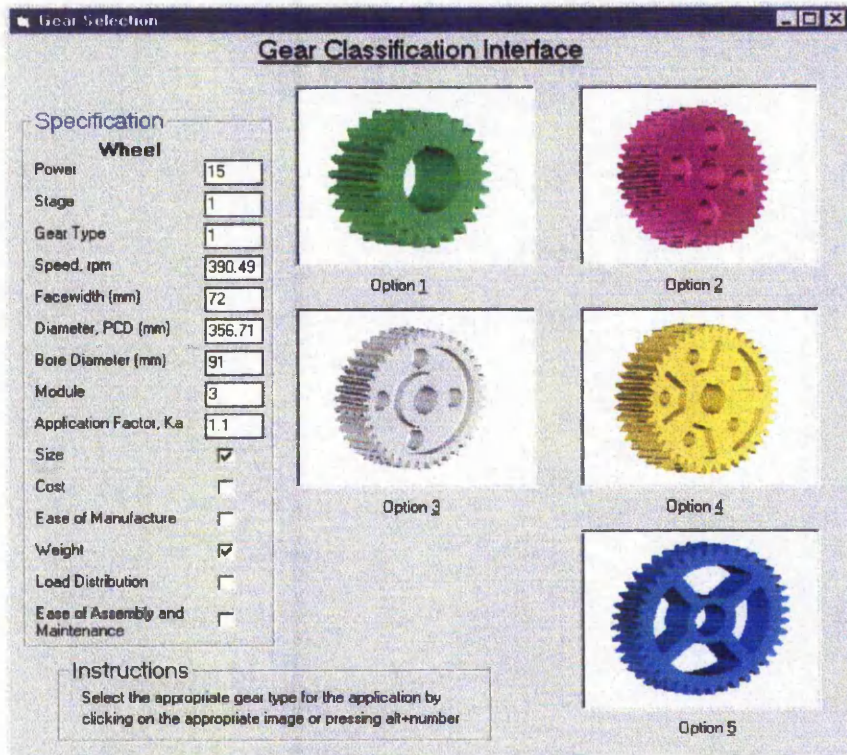 Gear Selection
Gear Classification Interface
Specification
Wheel
Power 15
Stage 1
Gear Type 1
Speed, rpm 390.49
Facewidth (mm) 72
Diameter, PCD (mm) 356.71
Bore Diameter (mm) 91
Module 3
Application Factor, Ka 1.1
Size
Cost
Ease of Manufacture
Weight
Load Distribution
Ease of Assembly and
Maintenance
Option 1
Option 2
Option 3
Option 4
Option 5
Instructions
Select the appropriate gear type for the application by
clicking on the appropriate image or pressing alt+number